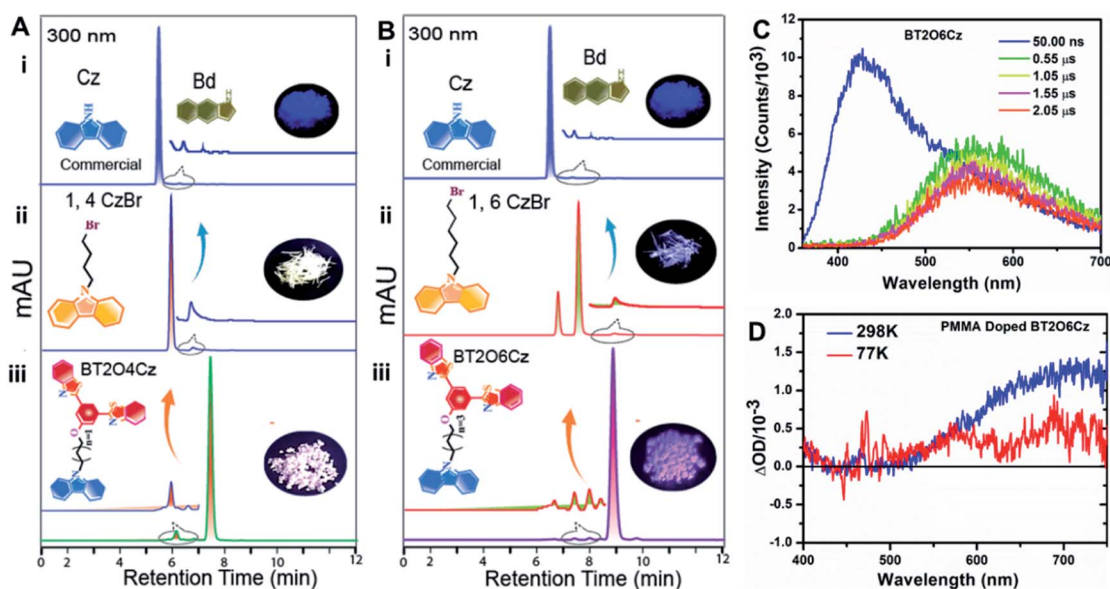 A
300 nm
i
Cz
NH
Commercial
Bd
H
N
ii
1, 4 CzBr
Br
N
iii
BT2O4Cz
N
S
N
S
O
n=1
N
mAU
0 2 4 6 8 10 12
Retention Time (min)
B
300 nm
i
Cz
NH
Commercial
Bd
H
N
ii
1, 6 CzBr
Br
N
iii
BT2O6Cz
N
S
N
S
O
n=3
N
mAU
0 2 4 6 8 10 12
Retention Time (min)
C
BT2O6Cz
50.00 ns
0.55 μs
1.05 μs
1.55 μs
2.05 μs
Intensity (Counts/10^3)
12
10
8
6
4
2
0
400 500 600 700
Wavelength (nm)
D
298K
77K
PMMA Doped BT2O6Cz
ΔOD/10^-3
2.0
1.5
1.0
0.5
0.0
-0.5
-1.0
400 500 600 700
Wavelength (nm)